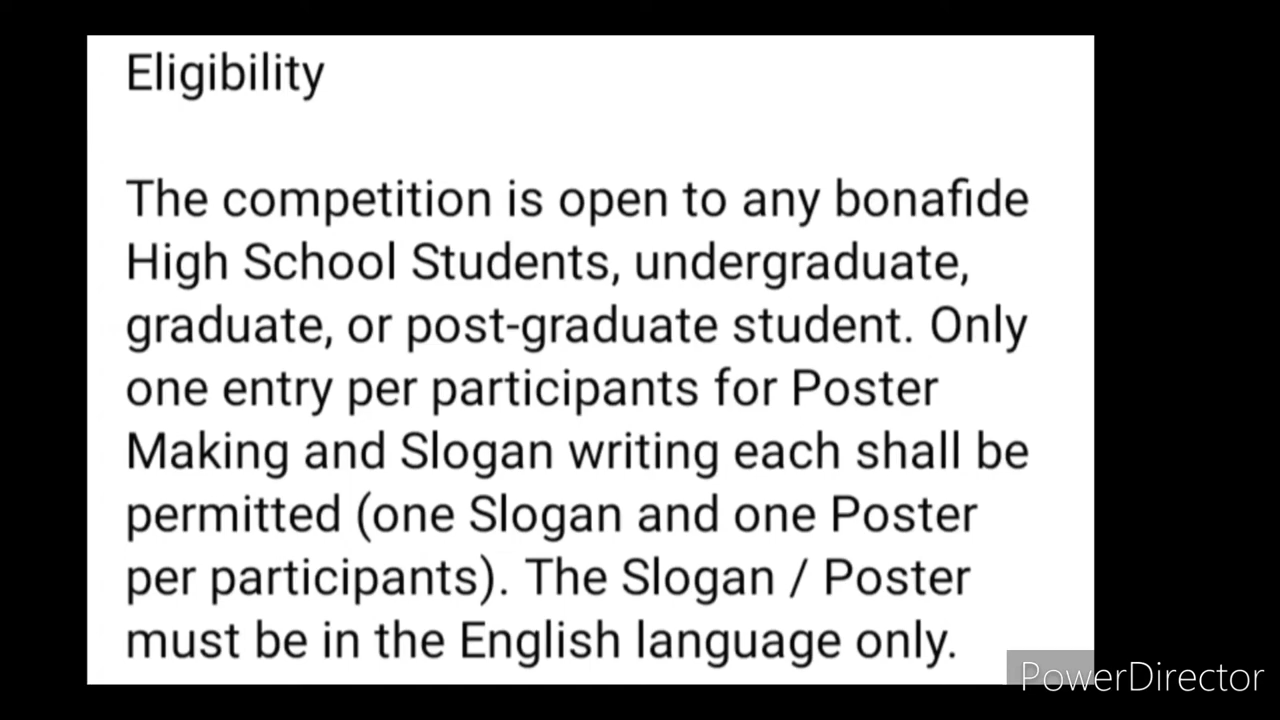 Eligibility
The competition is open to any bonafide
High School Students, undergraduate,
graduate, or post-graduate student. Only
one entry per participants for Poster
Making and Slogan writing each shall be
permitted (one Slogan and one Poster
per participants). The Slogan / Poster
must be in the English language only.
PowerDirector